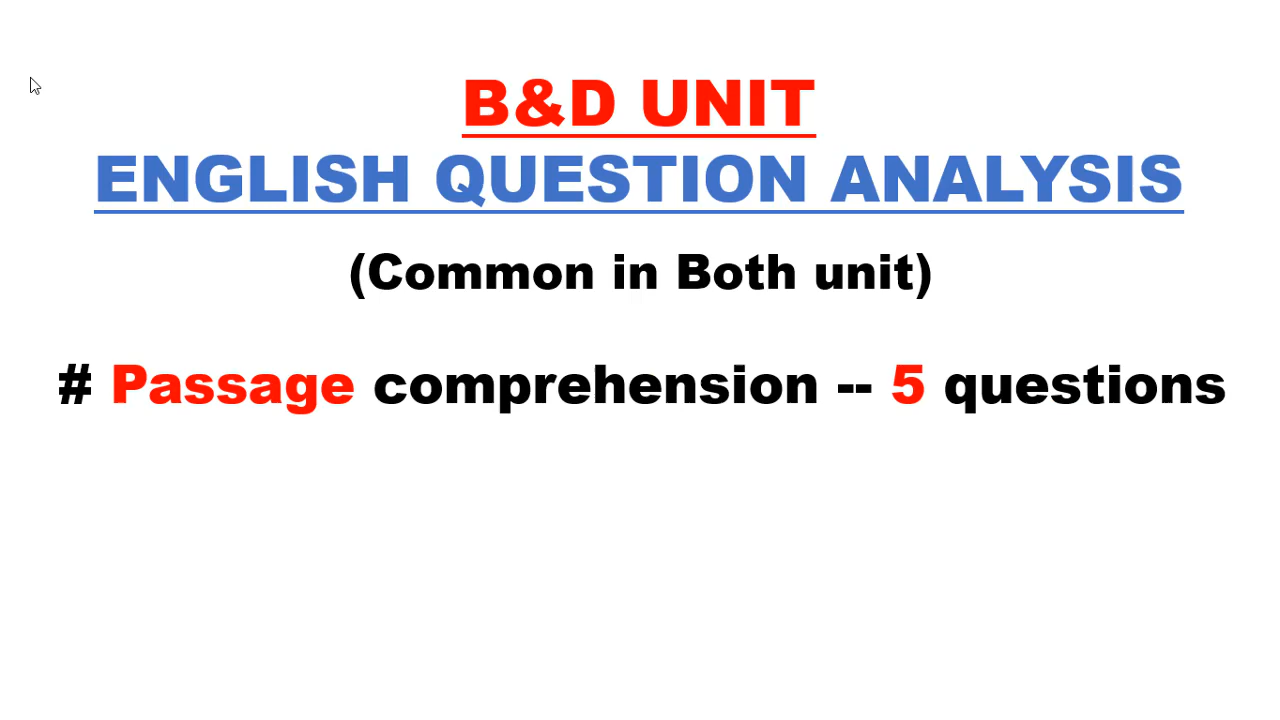 B&D UNIT
ENGLISH QUESTION ANALYSIS
(Common in Both unit)
# Passage comprehension -- 5 questions